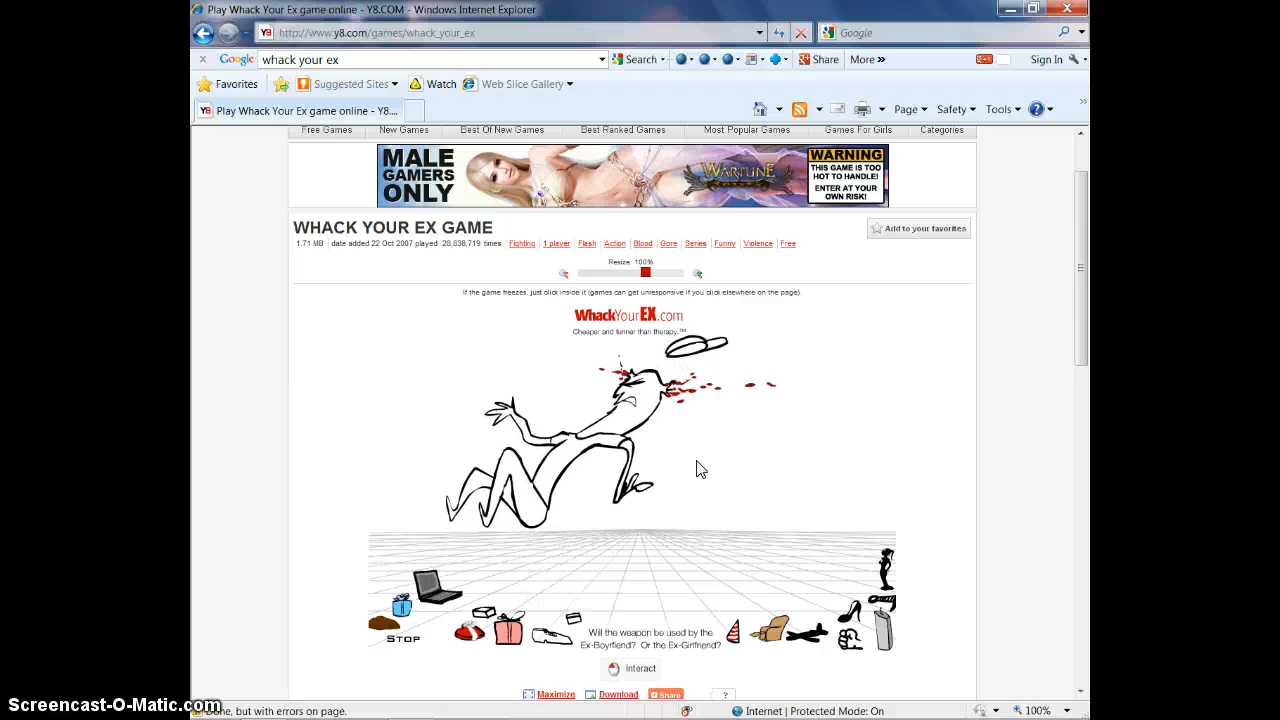 Play Whack Your Ex game online - Y8.COM - Windows Internet Explorer
Y8 http://www.y8.com/games/whack_your_ex Google
Google whack your ex Search Share More » Sign In
Favorites Suggested Sites Watch Web Slice Gallery
Y8 Play Whack Your Ex game online - Y8.... Page Safety Tools
Free Games New Games Best Of New Games Best Ranked Games Most Popular Games Games For Girls Categories
MALE
GAMERS
ONLY
WARTUNE
WARNING
THIS GAME IS TOO
HOT TO HANDLE!
ENTER AT YOUR
OWN RISK!
WHACK YOUR EX GAME
Add to your favorites
1.71 MB date added 22 Oct 2007 played 28,838,719 times Fighting 1 player Flash Action Blood Gore Series Funny Violence Free
Resize: 100%
If the game freezes, just click inside it (games can get unresponsive if you click elsewhere on the page).
WhackYourEX.com
Cheaper and funner than therapy.™
STOP
Will the weapon be used by the
Ex-Boyfriend? Or the Ex-Girlfriend?
interact
Maximize Download Share ?
Screencast-O-Matic.com
Done, but with errors on page. Internet | Protected Mode: On 100%